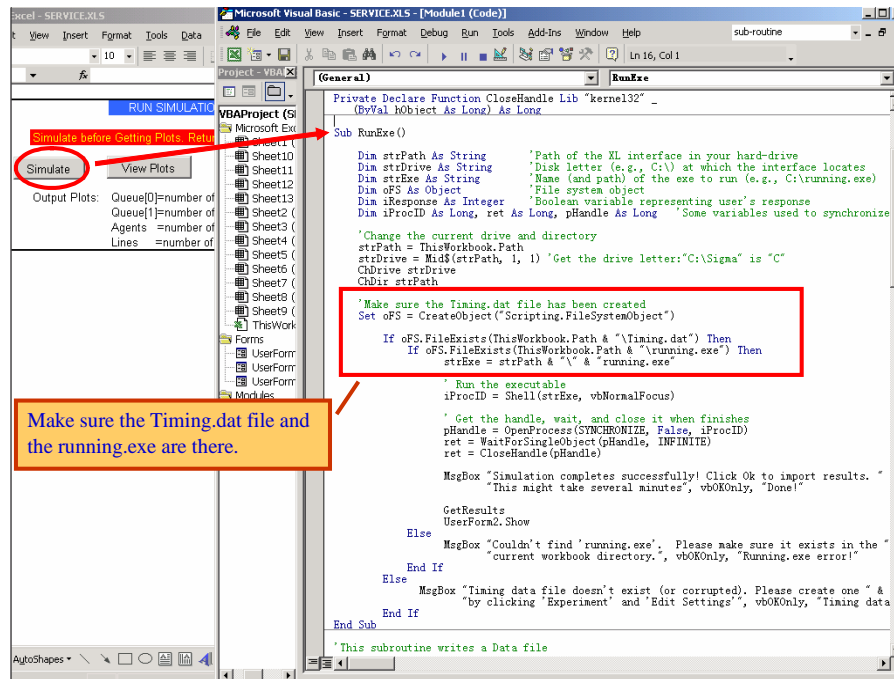 Excel - SERVICE.XLS
View Insert Format Tools Data
10
fx
RUN SIMULATIO
Simulate before Getting Plots. Retu
Simulate
View Plots
Output Plots: Queue[0]=number of
Queue[1]=number of
Agents =number of
Lines =number of
AutoShapes
Microsoft Visual Basic - SERVICE.XLS - [Module1 (Code)]
File Edit View Insert Format Debug Run Tools Add-Ins Window Help
sub-routine
Ln 16, Col 1
Project - VBA
VBAProject (S
Microsoft Exc
Sheet1 (
Sheet10
Sheet11
Sheet12
Sheet13
Sheet2 (
Sheet3 (
Sheet4 (
Sheet5 (
Sheet6 (
Sheet7 (
Sheet8 (
Sheet9 (
ThisWork
Forms
UserForm
UserForm
UserForm
Modules
(General)
RunExe
Private Declare Function CloseHandle Lib "kernel32" _
(ByVal hObject As Long) As Long
Sub RunExe()
Dim strPath As String 'Path of the XL interface in your hard-drive
Dim strDrive As String 'Disk letter (e.g., C:\) at which the interface locates
Dim strExe As String 'Name (and path) of the exe to run (e.g., C:\running.exe)
Dim oFS As Object 'File system object
Dim iResponse As Integer 'Boolean variable representing user's response
Dim iProcID As Long, ret As Long, pHandle As Long 'Some variables used to synchronize
'Change the current drive and directory
strPath = ThisWorkbook.Path
strDrive = Mid$(strPath, 1, 1) 'Get the drive letter:"C:\Sigma" is "C"
ChDrive strDrive
ChDir strPath
'Make sure the Timing.dat file has been created
Set oFS = CreateObject("Scripting.FileSystemObject")
If oFS.FileExists(ThisWorkbook.Path & "\Timing.dat") Then
If oFS.FileExists(ThisWorkbook.Path & "\running.exe") Then
strExe = strPath & "\" & "running.exe"
' Run the executable
iProcID = Shell(strExe, vbNormalFocus)
' Get the handle, wait, and close it when finishes
pHandle = OpenProcess(SYNCHRONIZE, False, iProcID)
ret = WaitForSingleObject(pHandle, INFINITE)
ret = CloseHandle(pHandle)
MsgBox "Simulation completes successfully! Click Ok to import results. "
"This might take several minutes", vbOKOnly, "Done!"
GetResults
UserForm2.Show
Else
MsgBox "Couldn't find 'running.exe'. Please make sure it exists in the "
"current workbook directory.", vbOKOnly, "Running.exe error!"
End If
Else
MsgBox "Timing data file doesn't exist (or corrupted). Please create one " &
"by clicking 'Experiment' and 'Edit Settings'", vbOKOnly, "Timing data
End If
End Sub
'This subroutine writes a Data file
Make sure the Timing.dat file and
the running.exe are there.